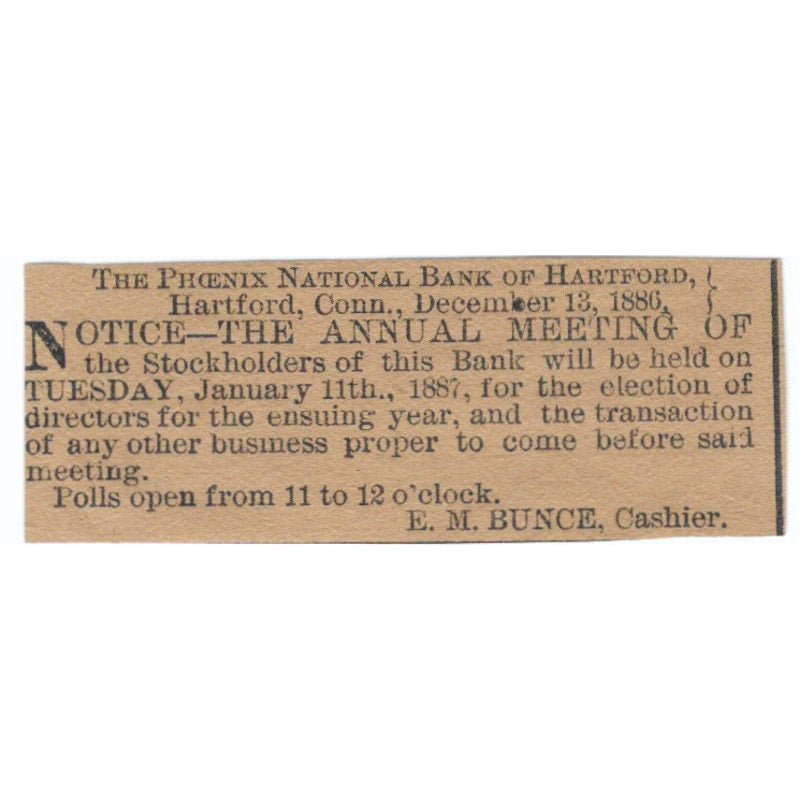 THE PHŒNIX NATIONAL BANK OF HARTFORD,
Hartford, Conn., December 13, 1886.
NOTICE—THE ANNUAL MEETING OF
the Stockholders of this Bank will be held on
TUESDAY, January 11th., 1887, for the election of
directors for the ensuing year, and the transaction
of any other business proper to come before said
meeting.
Polls open from 11 to 12 o'clock.
E. M. BUNCE, Cashier.